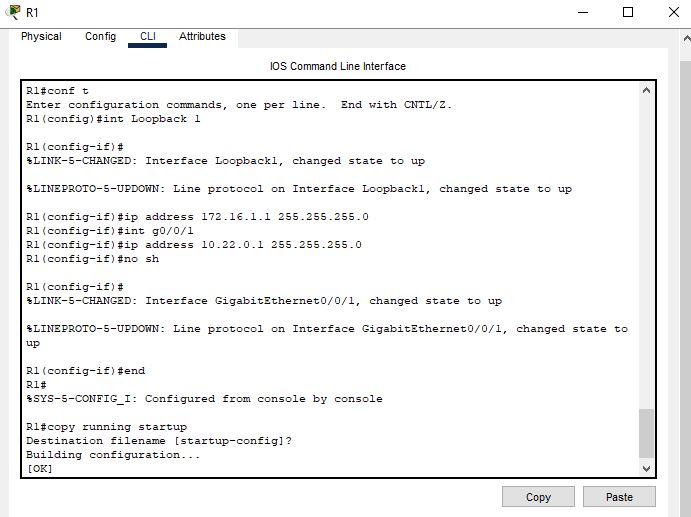 R1
Physical Config CLI Attributes
IOS Command Line Interface
R1#conf t
Enter configuration commands, one per line.  End with CNTL/Z.
R1(config)#int Loopback 1
R1(config-if)#
%LINK-5-CHANGED: Interface Loopback1, changed state to up
%LINEPROTO-5-UPDOWN: Line protocol on Interface Loopback1, changed state to up
R1(config-if)#ip address 172.16.1.1 255.255.255.0
R1(config-if)#int g0/0/1
R1(config-if)#ip address 10.22.0.1 255.255.255.0
R1(config-if)#no sh
R1(config-if)#
%LINK-5-CHANGED: Interface GigabitEthernet0/0/1, changed state to up
%LINEPROTO-5-UPDOWN: Line protocol on Interface GigabitEthernet0/0/1, changed state to
up
R1(config-if)#end
R1#
%SYS-5-CONFIG_I: Configured from console by console
R1#copy running startup
Destination filename [startup-config]?
Building configuration...
[OK]
Copy Paste